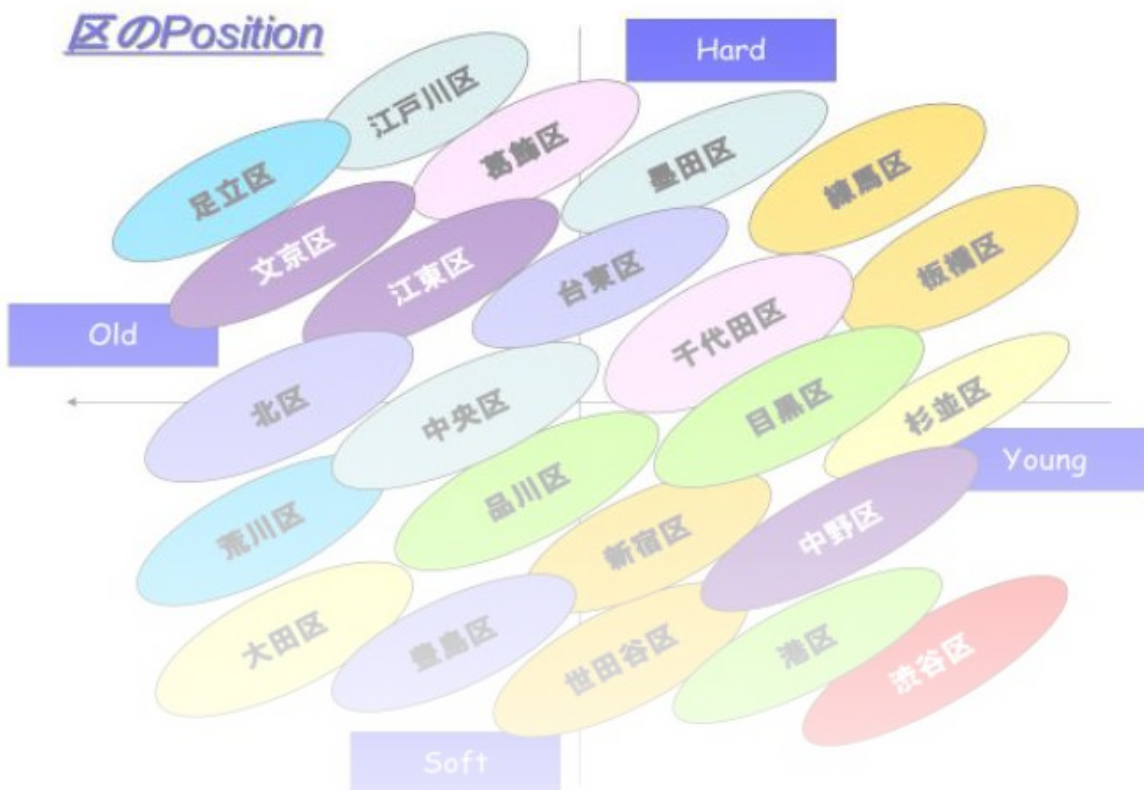 区のPosition
Hard
江戸川区
葛飾区
墨田区
練馬区
足立区
文京区
江東区
台東区
板橋区
千代田区
Old
北区
中央区
目黒区
杉並区
Young
品川区
荒川区
新宿区
中野区
大田区
豊島区
世田谷区
港区
渋谷区
Soft